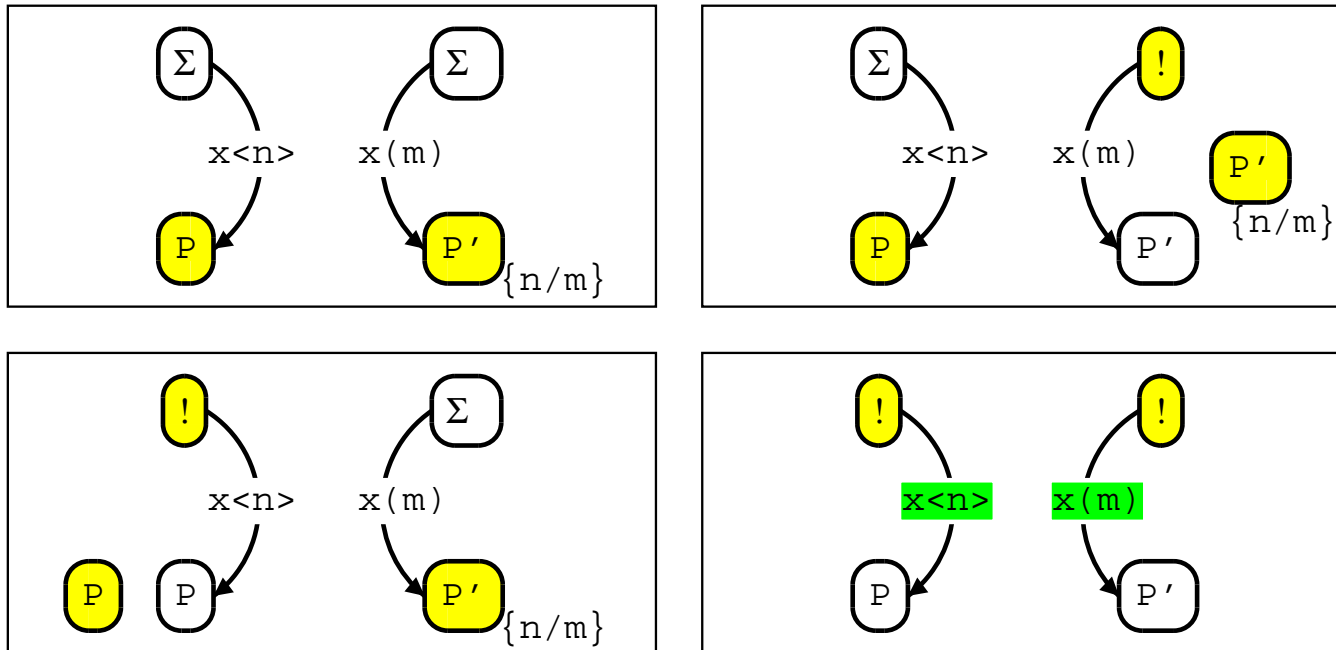 Σ Σ
x<n> x(m)
P P'
{n/m}
Σ !
x<n> x(m)
P'
{n/m}
P P'
! Σ
x<n> x(m)
P P P'
{n/m}
! !
x<n> x(m)
P P'